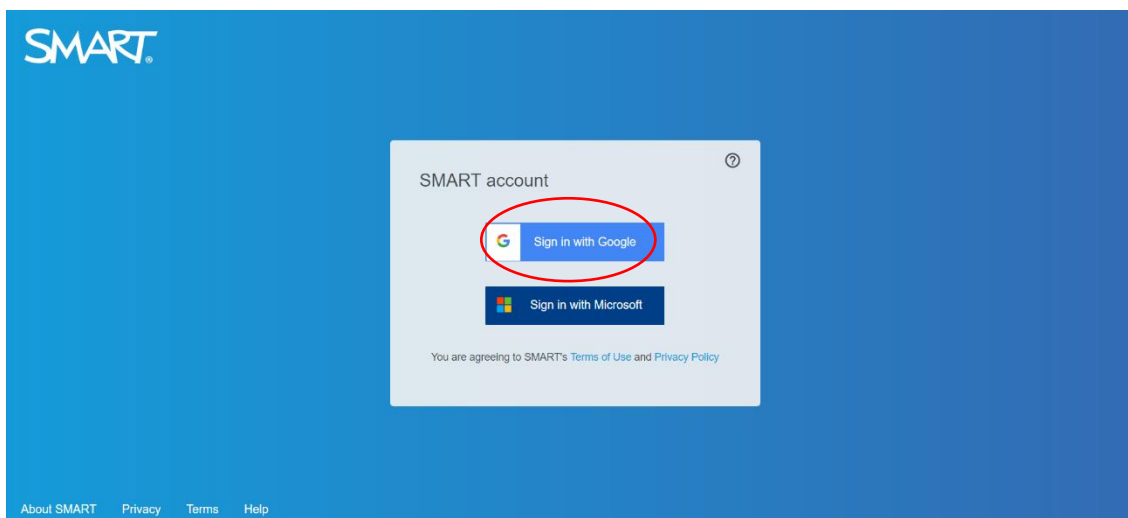 SMART®
SMART account
Sign in with Google
Sign in with Microsoft
You are agreeing to SMART's Terms of Use and Privacy Policy
About SMART Privacy Terms Help